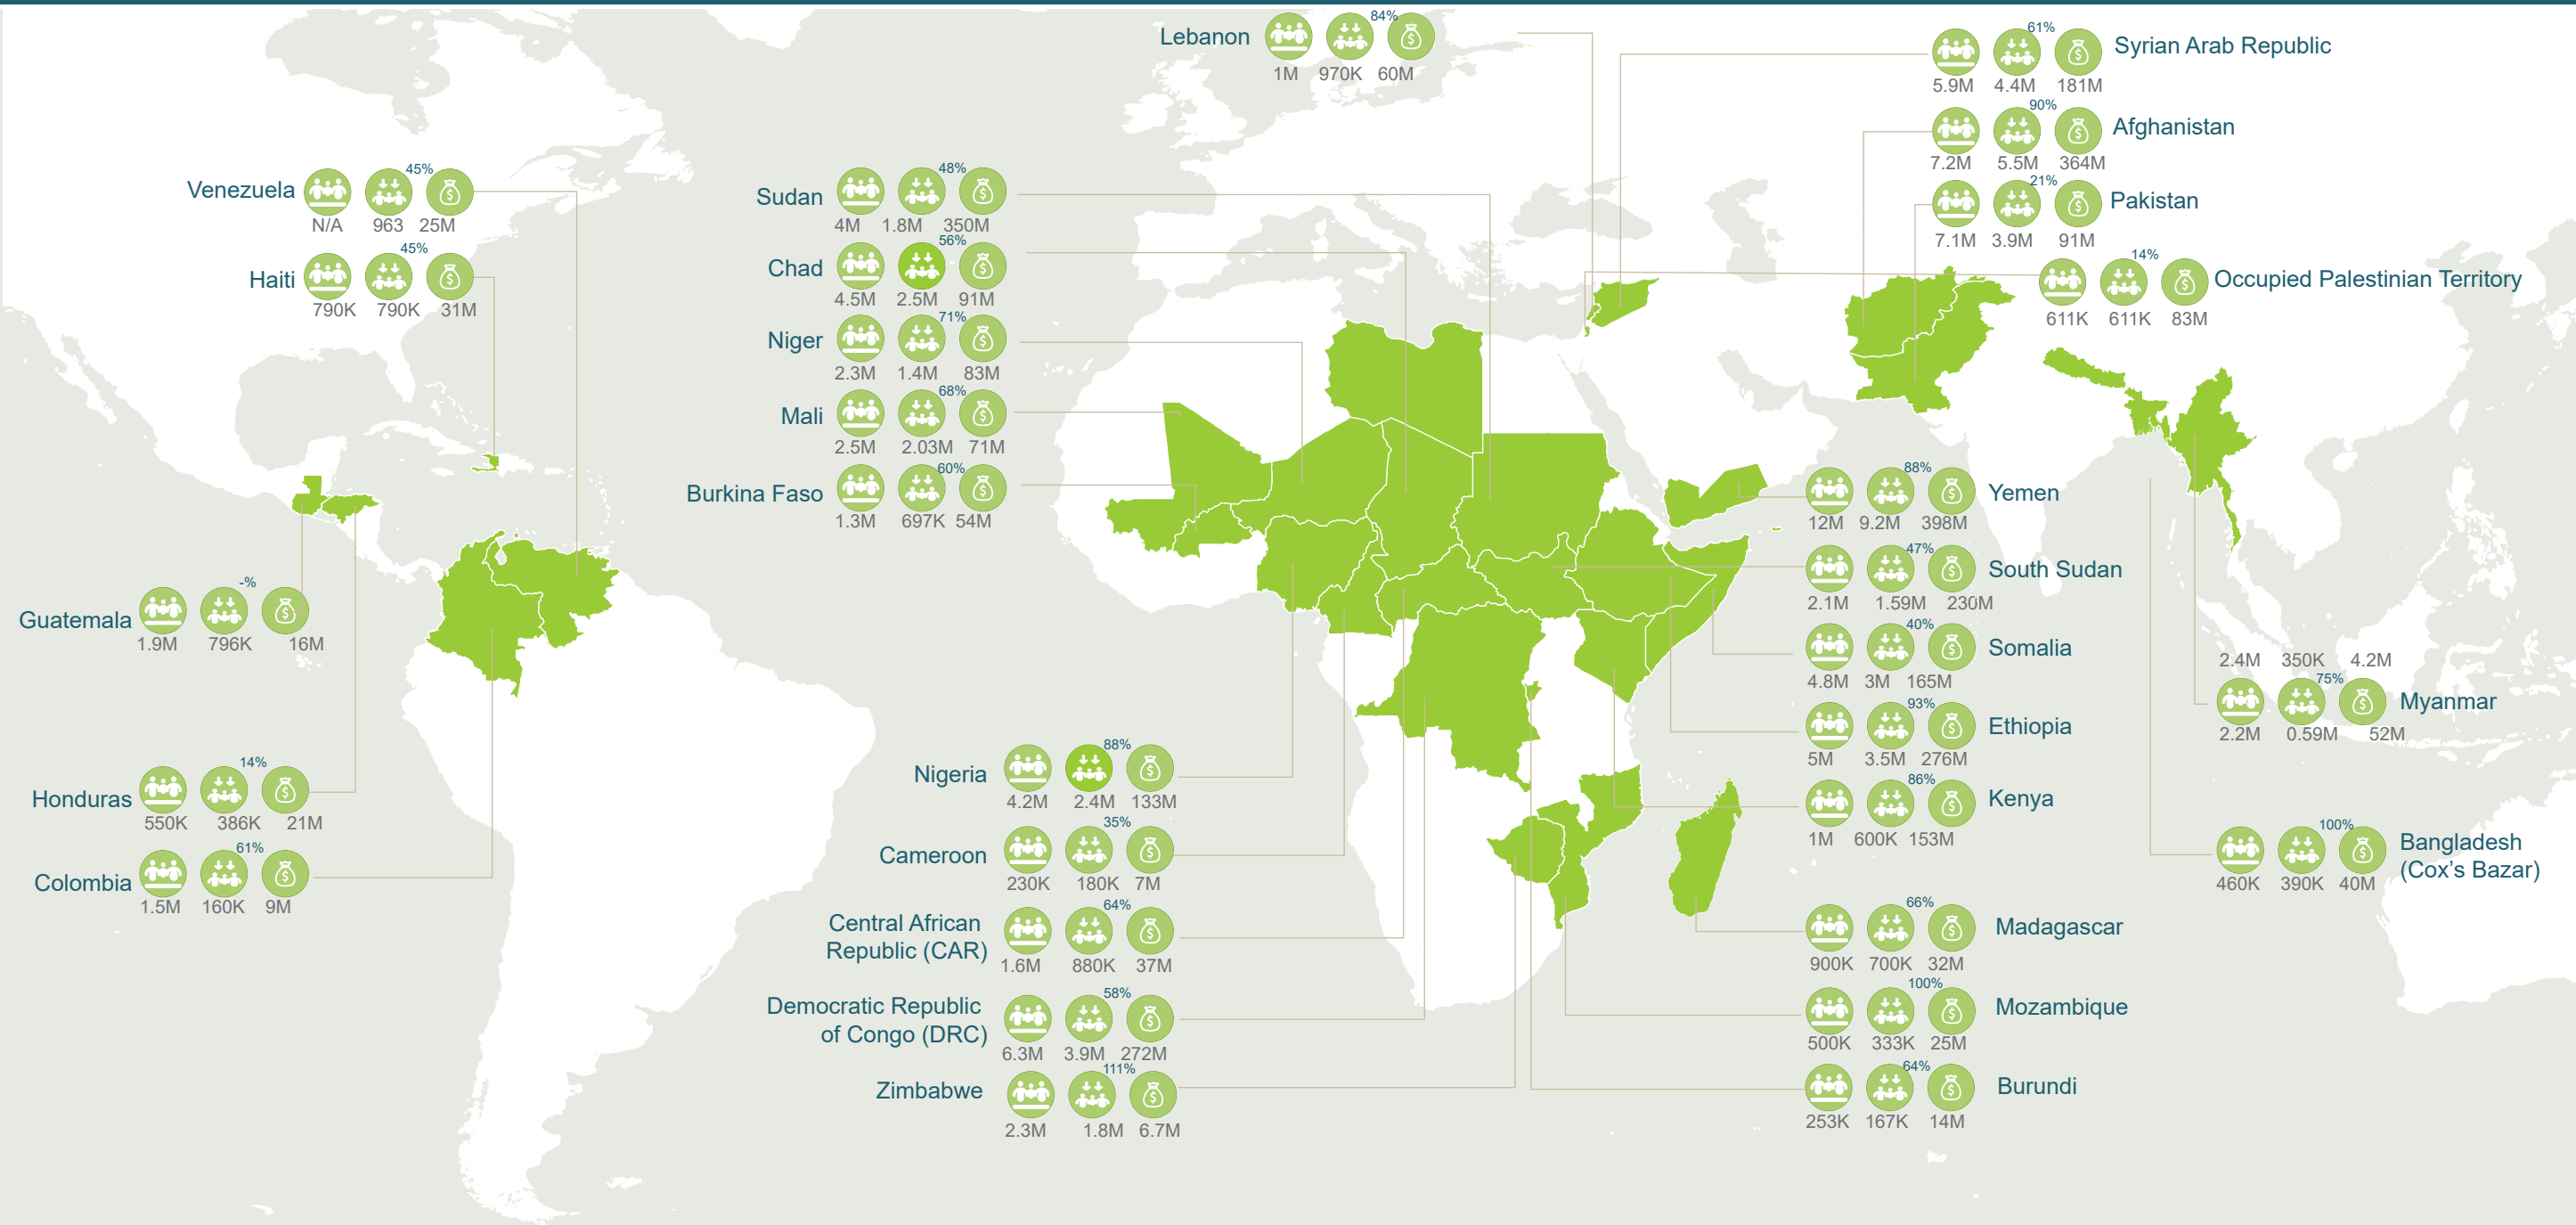 Lebanon
84%
1M 970K 60M
61%
Syrian Arab Republic
5.9M 4.4M 181M
90%
Afghanistan
7.2M 5.5M 364M
21%
Pakistan
7.1M 3.9M 91M
14%
Occupied Palestinian Territory
611K 611K 83M
45%
Venezuela
N/A 963 25M
45%
Haiti
790K 790K 31M
48%
Sudan
4M 1.8M 350M
56%
Chad
4.5M 2.5M 91M
71%
Niger
2.3M 1.4M 83M
68%
Mali
2.5M 2.03M 71M
60%
Burkina Faso
1.3M 697K 54M
88%
Yemen
12M 9.2M 398M
47%
South Sudan
2.1M 1.59M 230M
40%
Somalia
4.8M 3M 165M
93%
Ethiopia
5M 3.5M 276M
86%
Kenya
1M 600K 153M
-%
Guatemala
1.9M 796K 16M
14%
Honduras
550K 386K 21M
61%
Colombia
1.5M 160K 9M
88%
Nigeria
4.2M 2.4M 133M
35%
Cameroon
230K 180K 7M
64%
Central African
Republic (CAR)
1.6M 880K 37M
58%
Democratic Republic
of Congo (DRC)
6.3M 3.9M 272M
111%
Zimbabwe
2.3M 1.8M 6.7M
2.4M 350K 4.2M
75%
Myanmar
2.2M 0.59M 52M
100%
Bangladesh
(Cox’s Bazar)
460K 390K 40M
66%
Madagascar
900K 700K 32M
100%
Mozambique
500K 333K 25M
64%
Burundi
253K 167K 14M